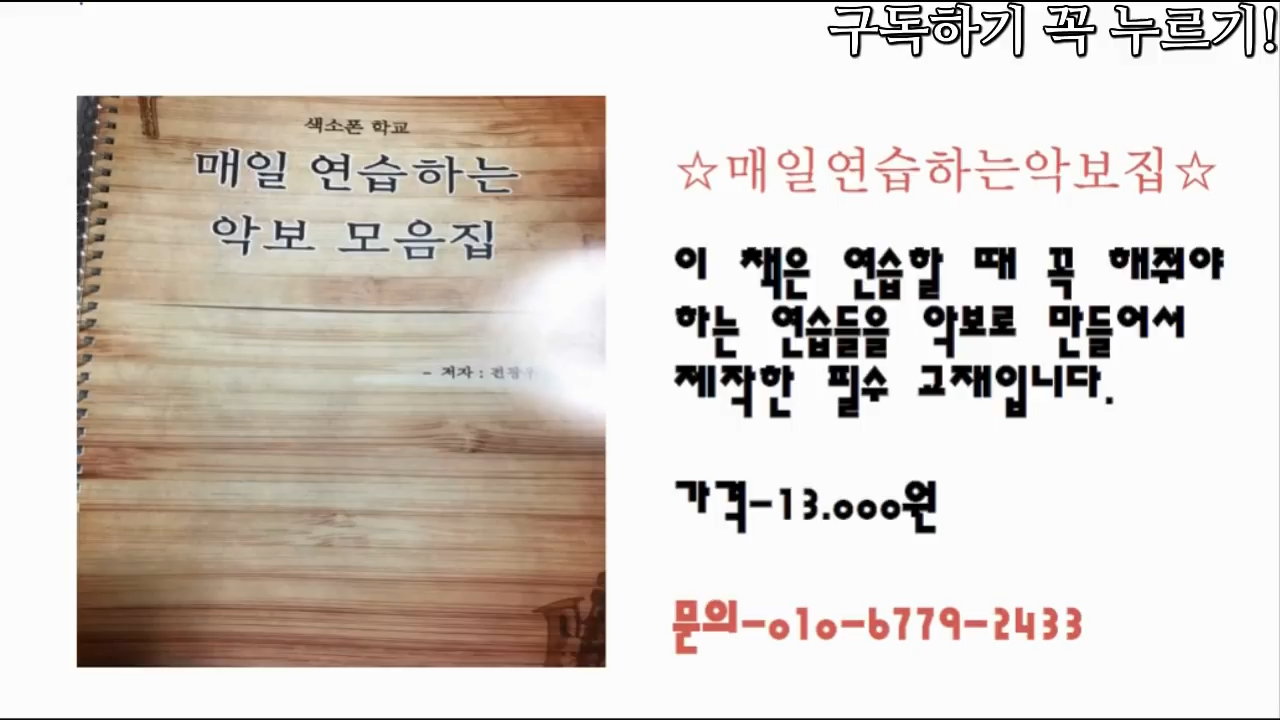 구독하기 꼭 누르기!
색소폰 학교
매일 연습하는
악보 모음집
- 저자 :
☆매일연습하는악보집☆
이 책은 연습할 때 꼭 해줘야
하는 연습들을 악보로 만들어서
제작한 필수 교재입니다.
가격-13.000원
문의-010-6779-2433